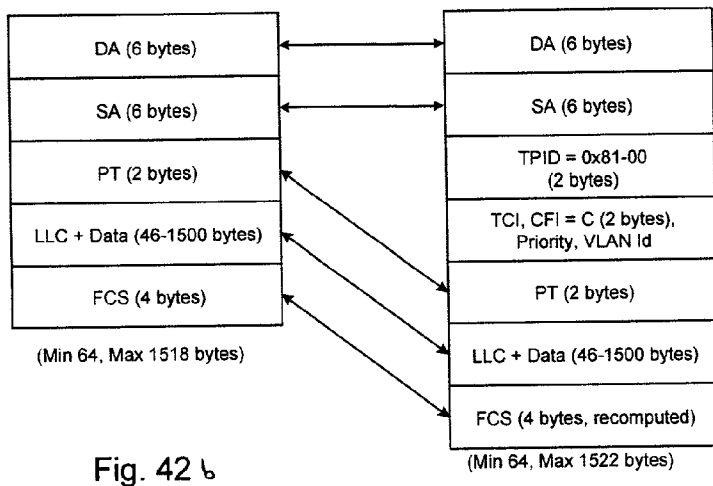 DA (6 bytes)
SA (6 bytes)
PT (2 bytes)
LLC + Data (46-1500 bytes)
FCS (4 bytes)
(Min 64, Max 1518 bytes)
DA (6 bytes)
SA (6 bytes)
TPID = 0x81-00
(2 bytes)
TCI, CFI = C (2 bytes),
Priority, VLAN Id
PT (2 bytes)
LLC + Data (46-1500 bytes)
FCS (4 bytes, recomputed)
(Min 64, Max 1522 bytes)
Fig. 42 b